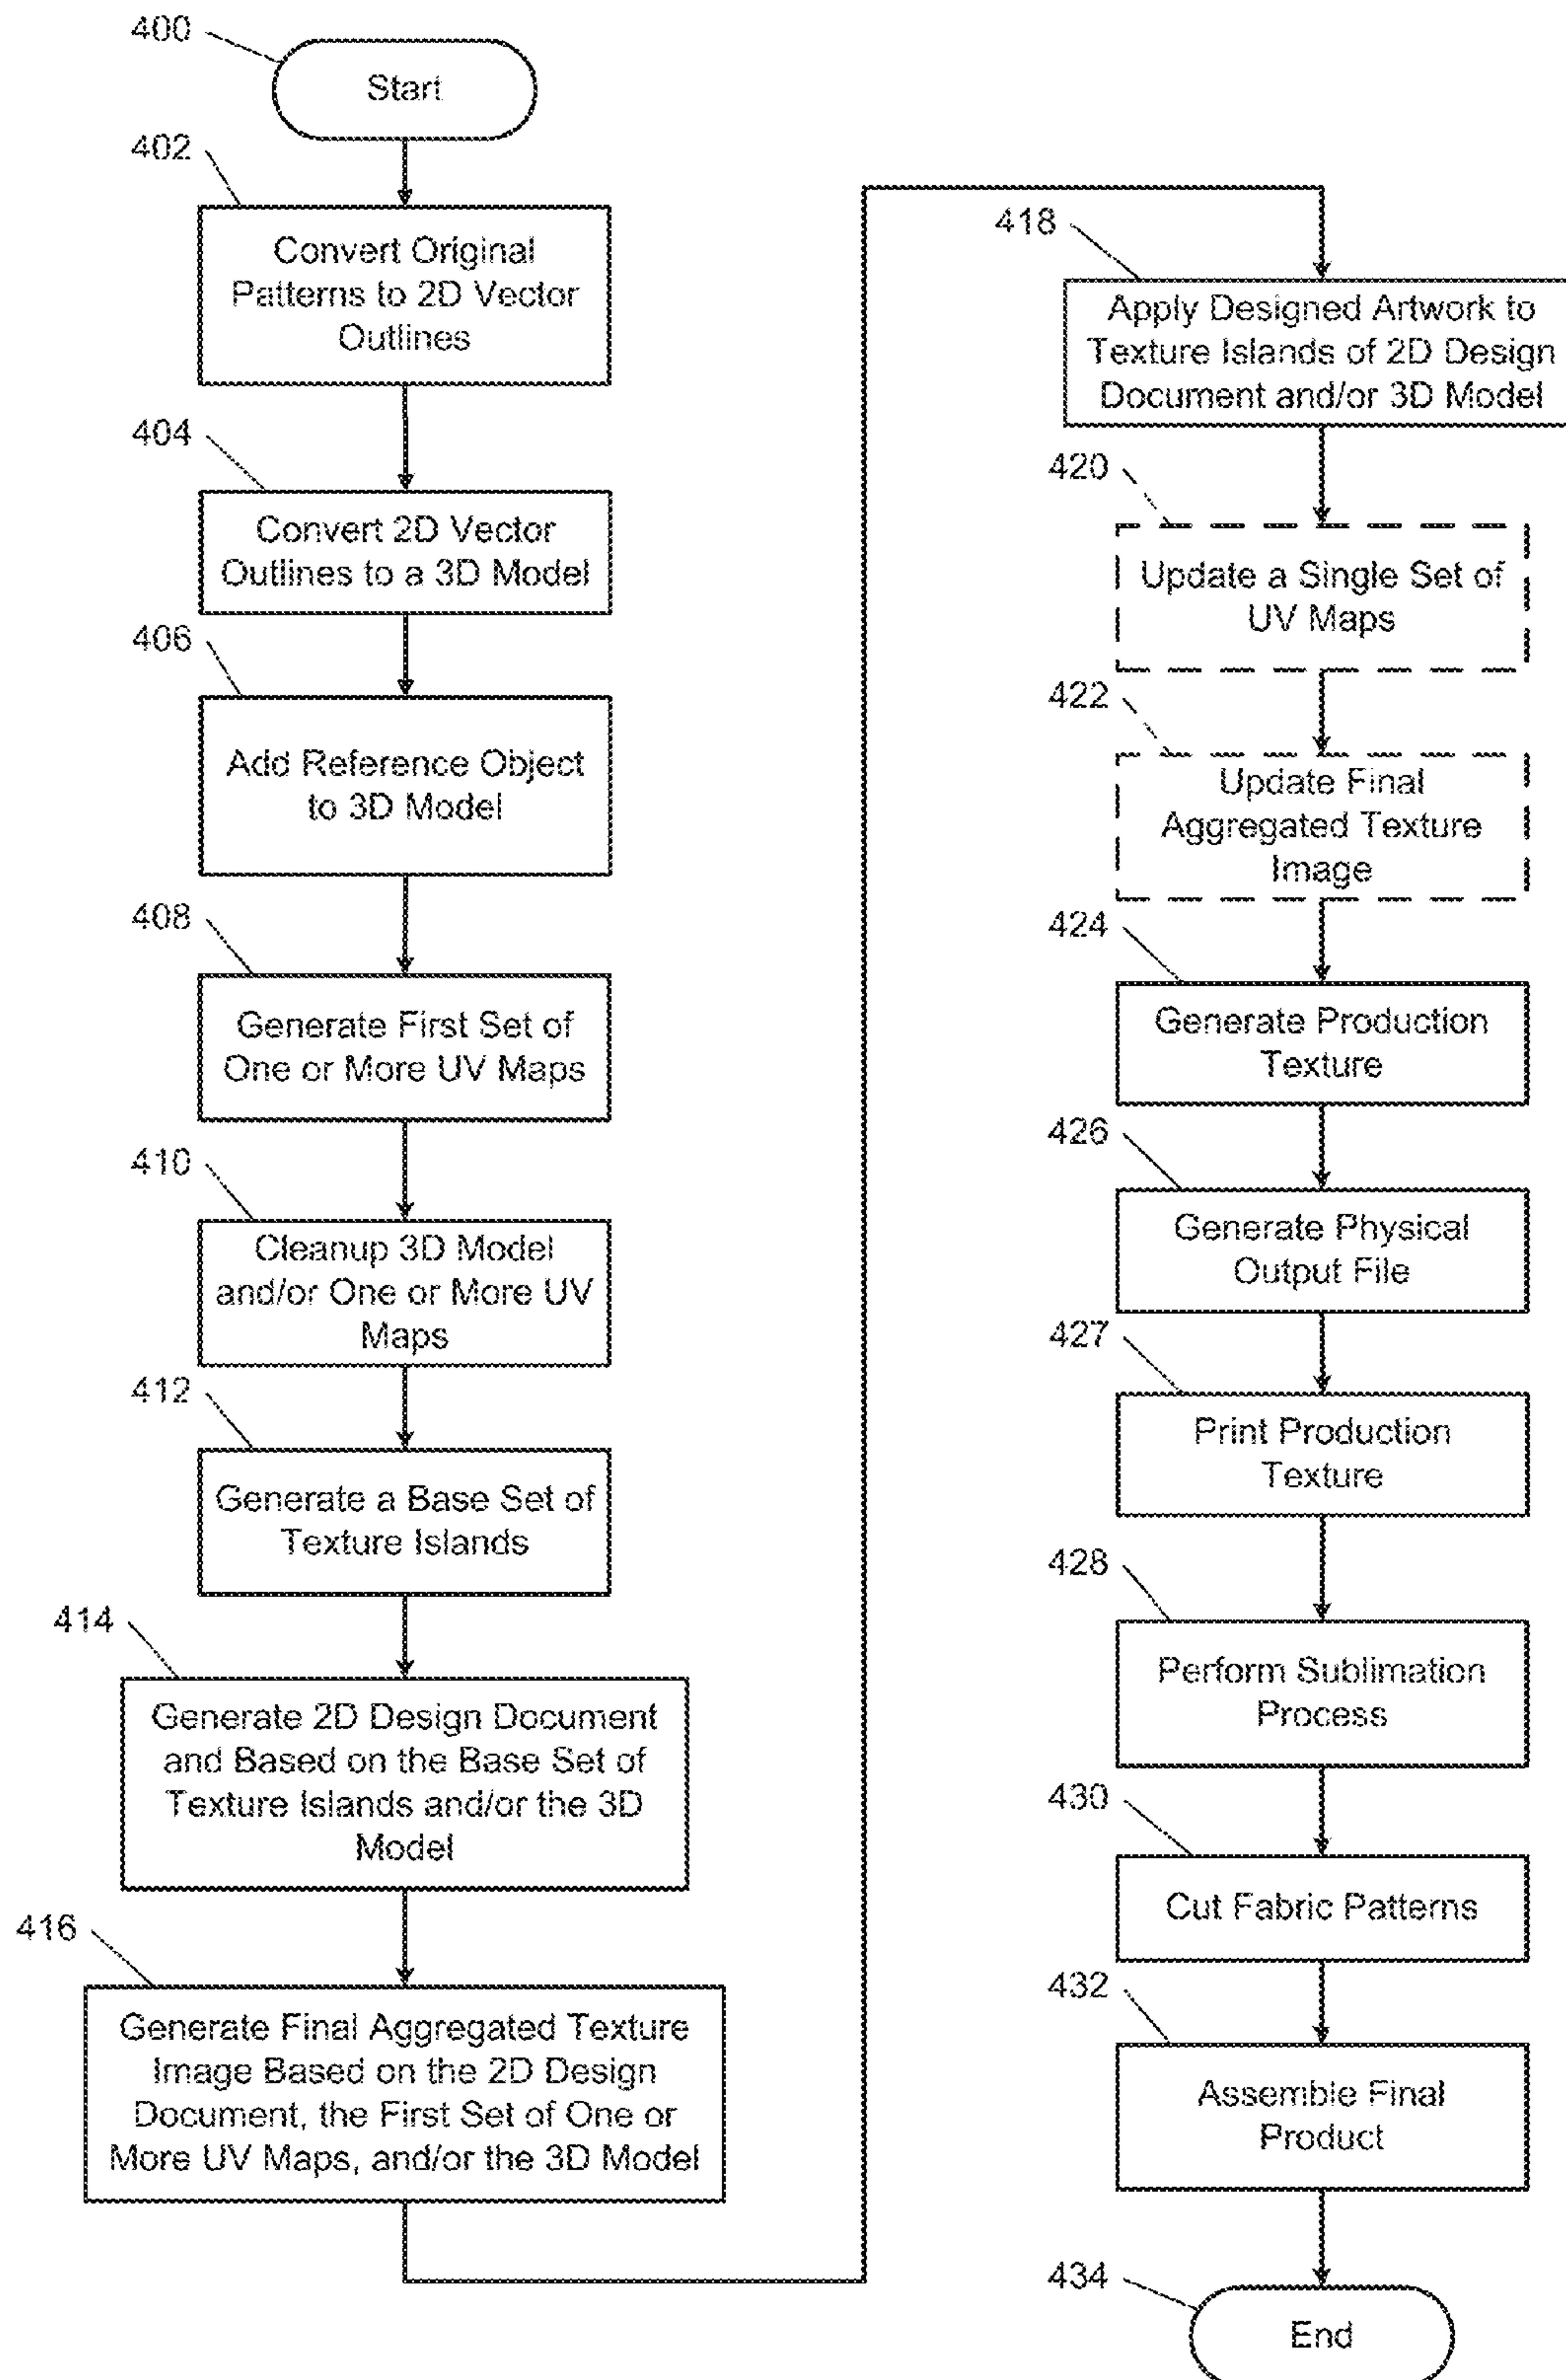 400
Start
402
Convert Original
Patterns to 2D Vector
Outlines
404
Convert 2D Vector
Outlines to a 3D Model
406
Add Reference Object
to 3D Model
408
Generate First Set of
One or More UV Maps
410
Cleanup 3D Model
and/or One or More UV
Maps
412
Generate a Base Set of
Texture Islands
414
Generate 2D Design Document
and Based on the Base Set of
Texture Islands and/or the 3D
Model
416
Generate Final Aggregated Texture
Image Based on the 2D Design
Document, the First Set of One or
More UV Maps, and/or the 3D Model
418
Apply Designed Artwork to
Texture Islands of 2D Design
Document and/or 3D Model
420
Update a Single Set of
UV Maps
422
Update Final
Aggregated Texture
Image
424
Generate Production
Texture
426
Generate Physical
Output File
427
Print Production
Texture
428
Perform Sublimation
Process
430
Cut Fabric Patterns
432
Assemble Final
Product
434
End